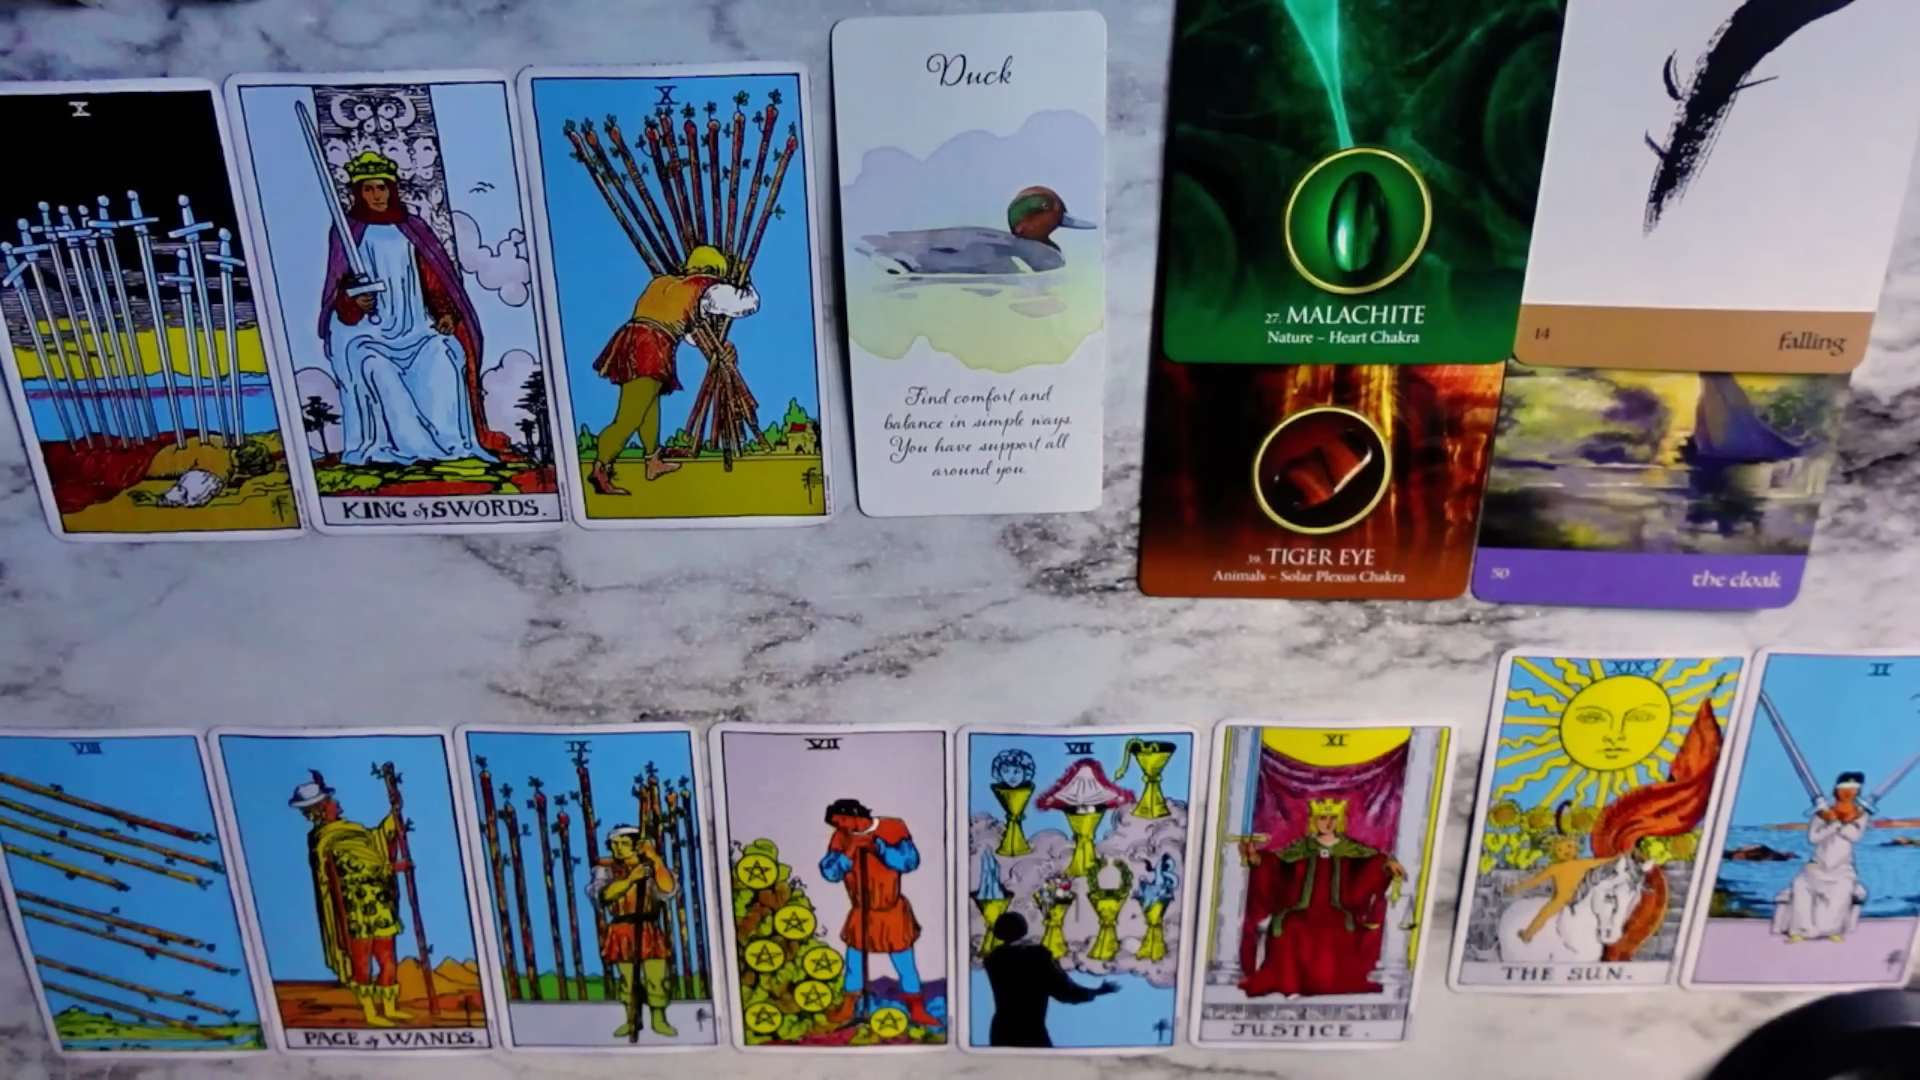 X
KING of SWORDS.
X
Duck
Find comfort and
balance in simple ways.
You have support all
around you.
27. MALACHITE
Nature – Heart Chakra
14 falling
39. TIGER EYE
Animals – Solar Plexus Chakra
50 the cloak
VIII
PAGE of WANDS.
IX
VII
VII
XI
JUSTICE.
XIX
THE SUN.
II